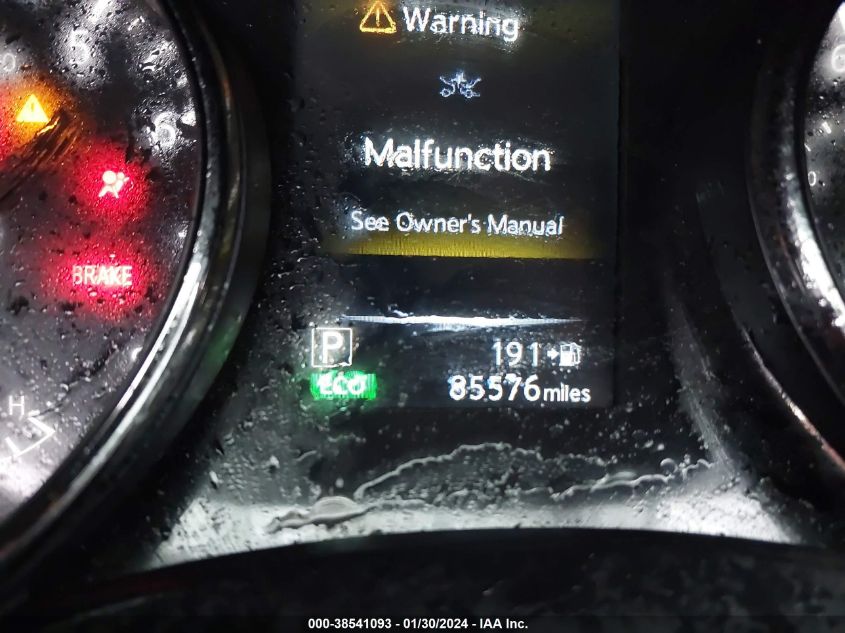 Warning
Malfunction
See Owner's Manual
BRAKE
P
191
ECO
85576 miles
H
000-38541093 - 01/30/2024 - IAA Inc.